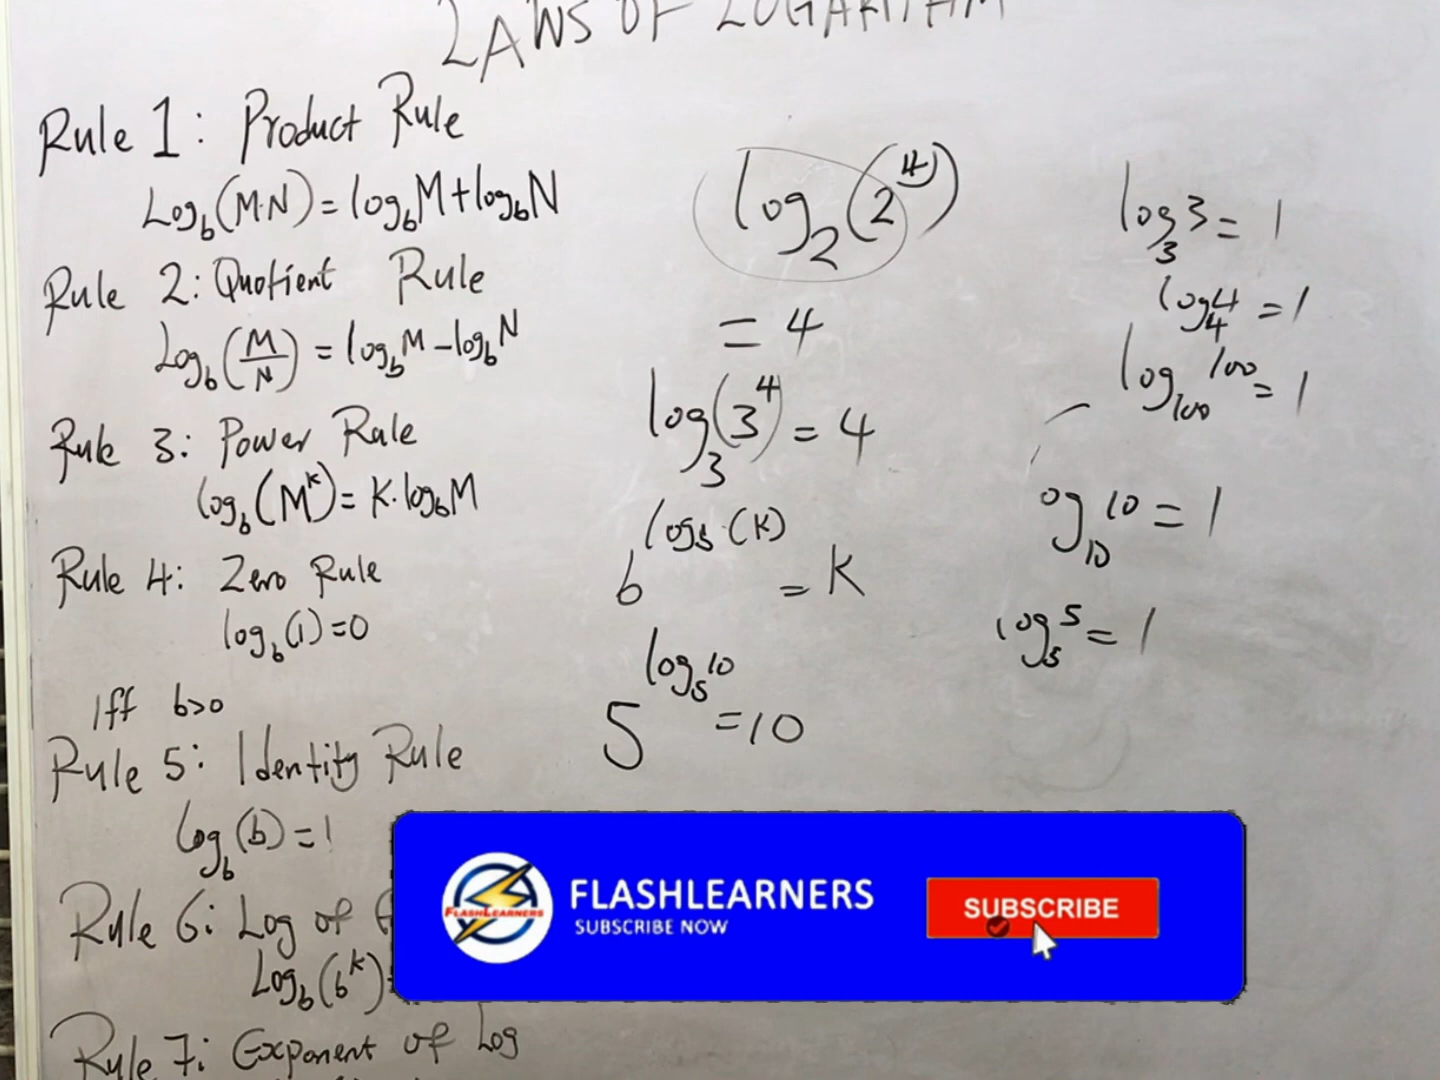 LAWS OF LOGARITHM
Rule 1: Product Rule
Log_b(M·N) = log_b M + log_b N
Rule 2: Quotient Rule
Log_b(M/N) = log_b M - log_b N
Rule 3: Power Rule
log_b(M^k) = K·log_b M
Rule 4: Zero Rule
log_b(1) = 0
Iff b>0
Rule 5: Identity Rule
Log_b(b) = 1
Rule 6: Log of
Log_b(b^k)
Rule 7: Exponent of Log
log_2(2^4)
= 4
log_3(3^4) = 4
b^log_5(k) = K
5^log_5 10 = 10
log_3 3 = 1
log_4 4 = 1
log_100 100 = 1
og_10 10 = 1
log_5 5 = 1
FLASHLEARNERS
FLASHLEARNERS
SUBSCRIBE NOW
SUBSCRIBE